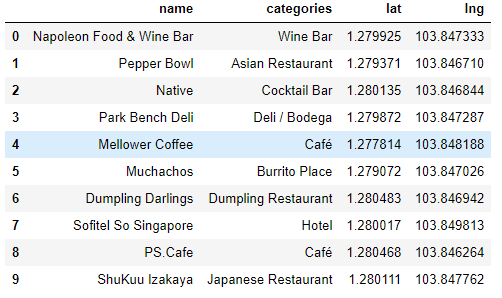 name categories lat lng
0 Napoleon Food & Wine Bar Wine Bar 1.279925 103.847333
1 Pepper Bowl Asian Restaurant 1.279371 103.846710
2 Native Cocktail Bar 1.280135 103.846844
3 Park Bench Deli Deli / Bodega 1.279872 103.847287
4 Mellower Coffee Café 1.277814 103.848188
5 Muchachos Burrito Place 1.279072 103.847026
6 Dumpling Darlings Dumpling Restaurant 1.280483 103.846942
7 Sofitel So Singapore Hotel 1.280017 103.849813
8 PS.Cafe Café 1.280468 103.846264
9 ShuKuu Izakaya Japanese Restaurant 1.280111 103.847762